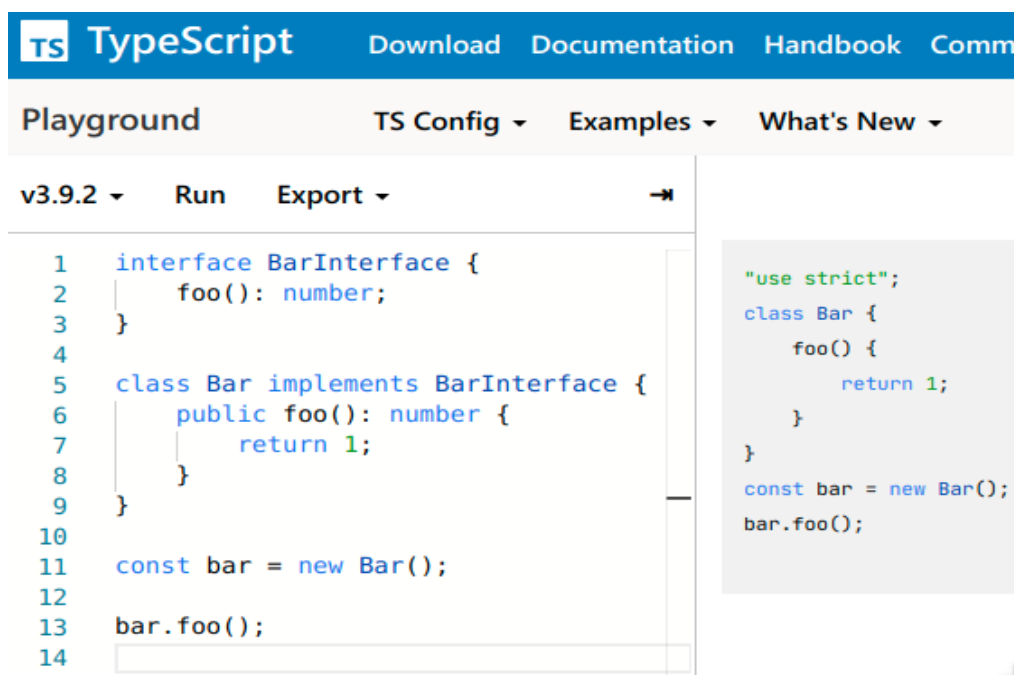 TS TypeScript Download Documentation Handbook Comm
Playground TS Config Examples What's New
v3.9.2 Run Export
1 interface BarInterface {
2     foo(): number;
3 }
4
5 class Bar implements BarInterface {
6     public foo(): number {
7         return 1;
8     }
9 }
10
11 const bar = new Bar();
12
13 bar.foo();
14
"use strict";
class Bar {
    foo() {
        return 1;
    }
}
const bar = new Bar();
bar.foo();